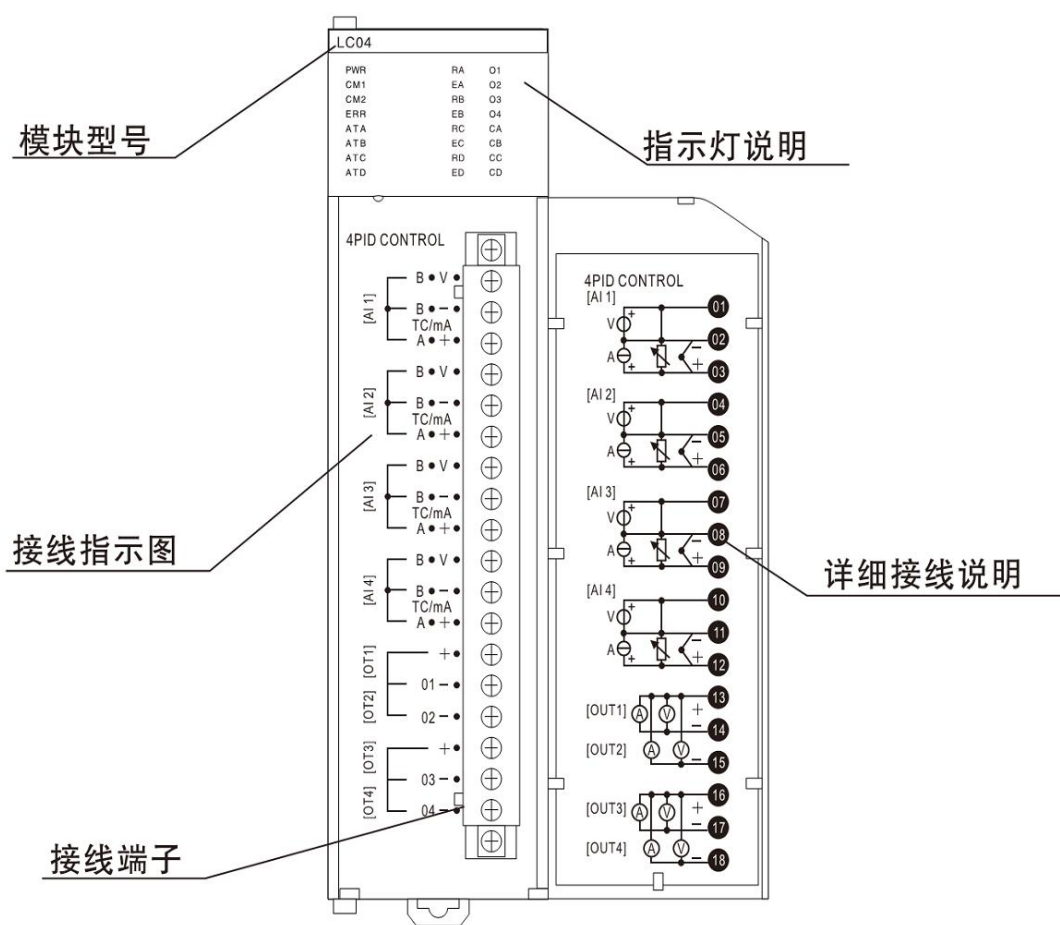 LC04
PWR RA O1
CM1 EA O2
CM2 RB O3
ERR EB O4
ATA RC CA
ATB EC CB
ATC RD CC
ATD ED CD
模块型号
指示灯说明
4PID CONTROL
[AI 1]
B V
B −
TC/mA
A +
[AI 2]
B V
B −
TC/mA
A +
[AI 3]
B V
B −
TC/mA
A +
[AI 4]
B V
B −
TC/mA
A +
[OT1]
+
01 −
[OT2]
02 −
[OT3]
+
03 −
[OT4]
04 −
接线指示图
接线端子
4PID CONTROL
[AI 1]
01
V +
02
−
A +
+
03
[AI 2]
04
V +
05
−
A +
+
06
[AI 3]
07
V +
08
−
A +
+
09
[AI 4]
10
V +
11
−
A +
+
12
13
[OUT1] A V +
−
14
[OUT2] A V −
15
16
[OUT3] A V +
−
17
[OUT4] A V −
18
详细接线说明